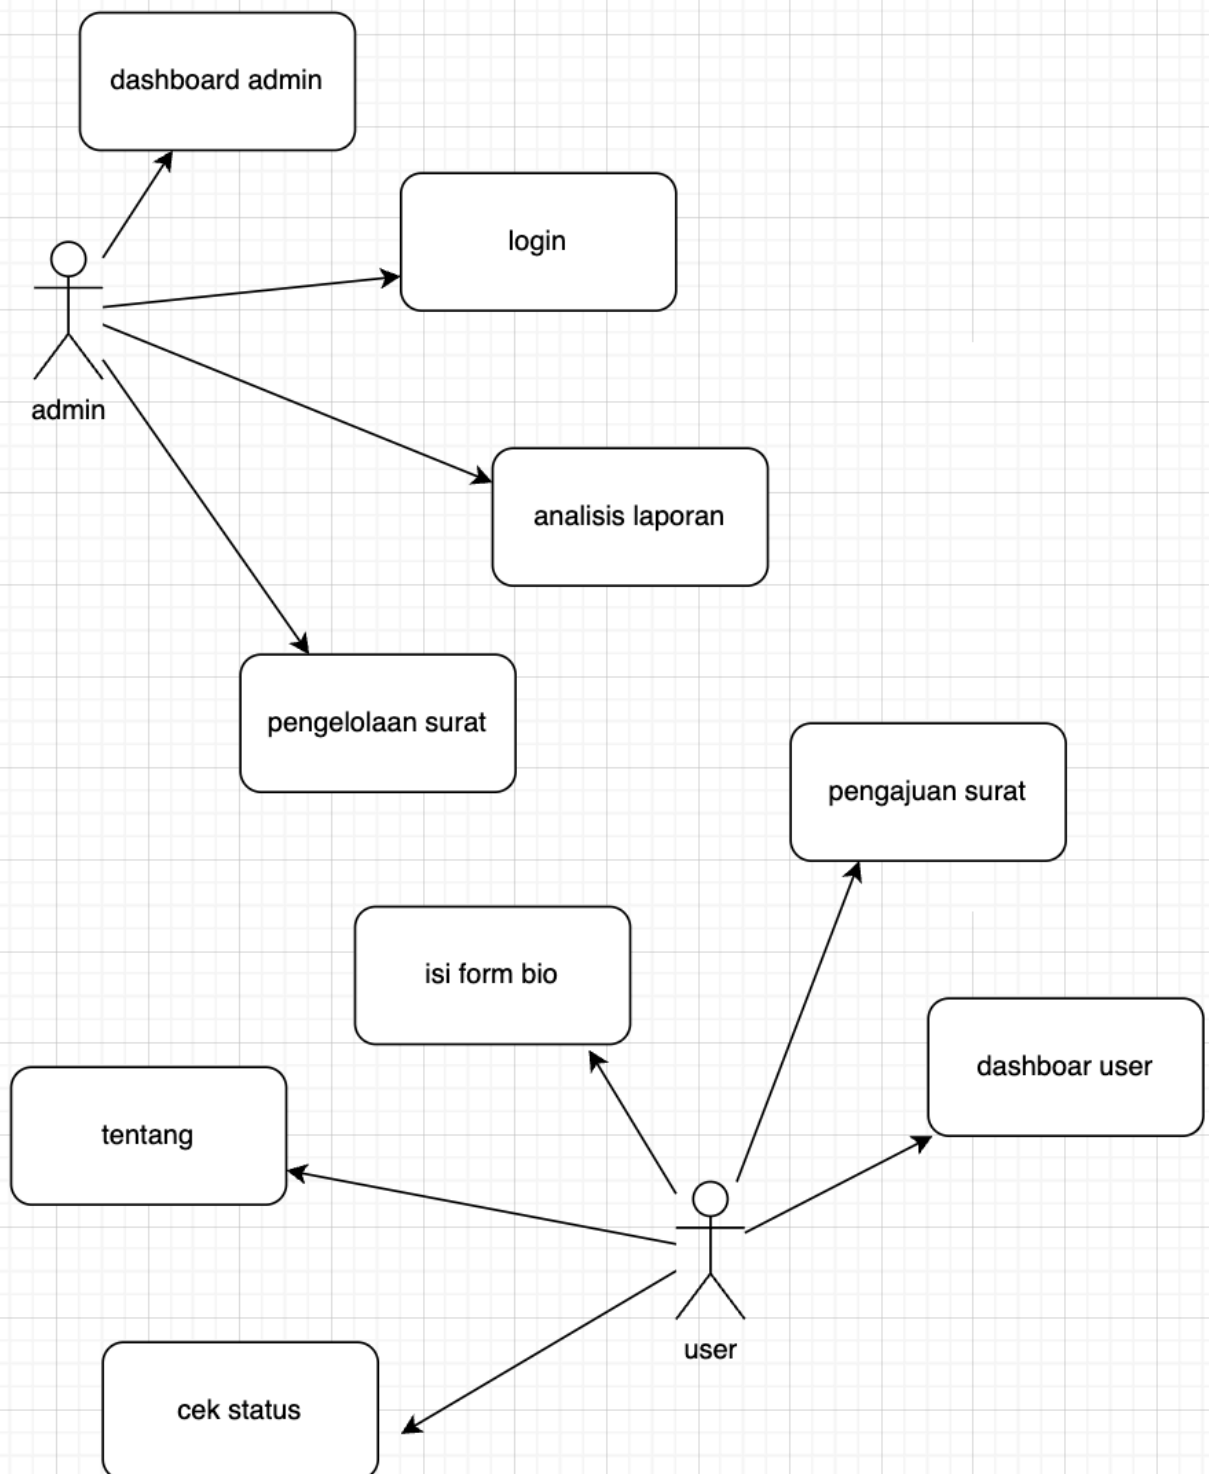 dashboard admin
login
admin
analisis laporan
pengelolaan surat
pengajuan surat
isi form bio
dashboar user
tentang
user
cek status